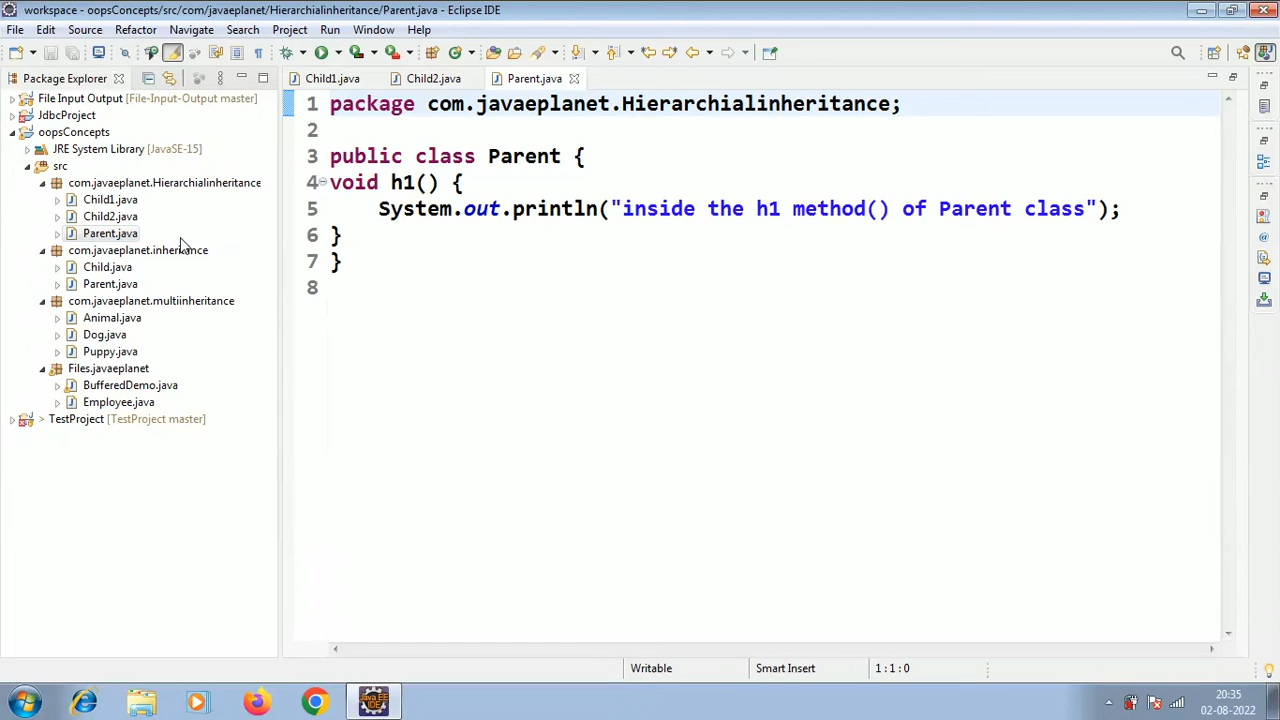 workspace - oopsConcepts/src/com/javaeplanet/Hierarchialinheritance/Parent.java - Eclipse IDE
File Edit Source Refactor Navigate Search Project Run Window Help
Package Explorer
Child1.java
Child2.java
Parent.java
File Input Output [File-Input-Output master]
JdbcProject
oopsConcepts
JRE System Library [JavaSE-15]
src
com.javaeplanet.Hierarchialinheritance
Child1.java
Child2.java
Parent.java
com.javaeplanet.inheritance
Child.java
Parent.java
com.javaeplanet.multiinheritance
Animal.java
Dog.java
Puppy.java
Files.javaeplanet
BufferedDemo.java
Employee.java
> TestProject [TestProject master]
1 package com.javaeplanet.Hierarchialinheritance;
2
3 public class Parent {
4 void h1() {
5 System.out.println("inside the h1 method() of Parent class");
6 }
7 }
8
Writable
Smart Insert
1:1:0
Java EE
IDE
20:35
02-08-2022